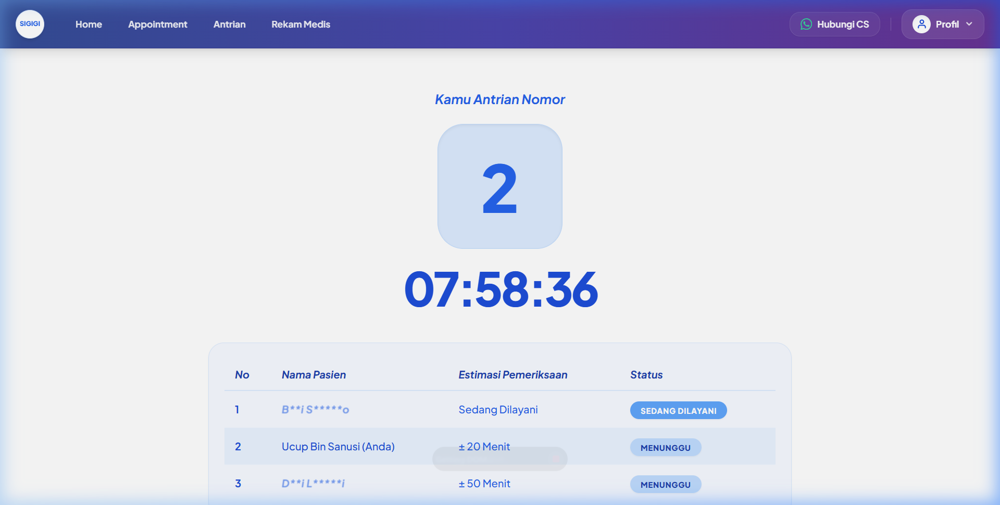 SIGIGI Home Appointment Antrian Rekam Medis Hubungi CS Profil
Kamu Antrian Nomor
2
07:58:36
No Nama Pasien Estimasi Pemeriksaan Status
1 B**i S*****o Sedang Dilayani SEDANG DILAYANI
2 Ucup Bin Sanusi (Anda) ± 20 Menit MENUNGGU
3 D**i L*****i ± 50 Menit MENUNGGU